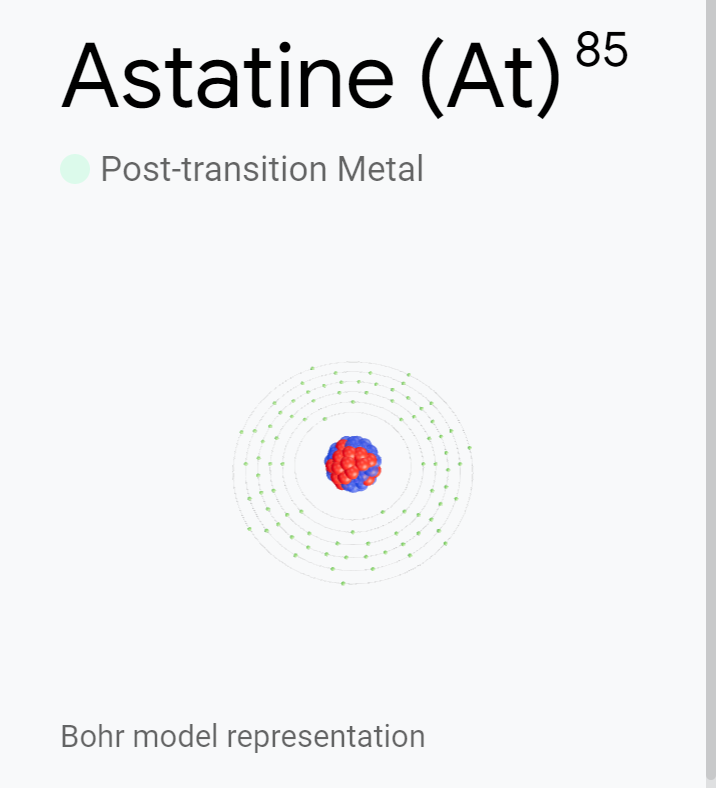 Astatine (At) 85
Post-transition Metal
Bohr model representation